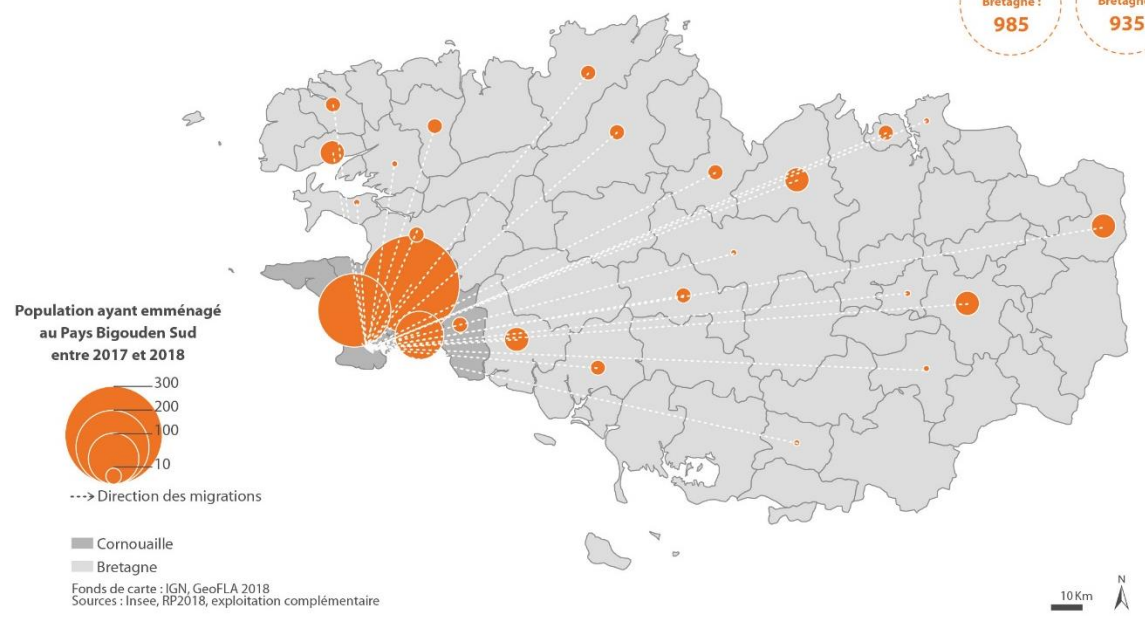 Bretagne :
985
Bretagne
935
Population ayant emménagé
au Pays Bigouden Sud
entre 2017 et 2018
300
200
100
10
Direction des migrations
Cornouaille
Bretagne
Fonds de carte : IGN, GeoFLA 2018
Sources : Insee, RP2018, exploitation complémentaire
10 Km
N